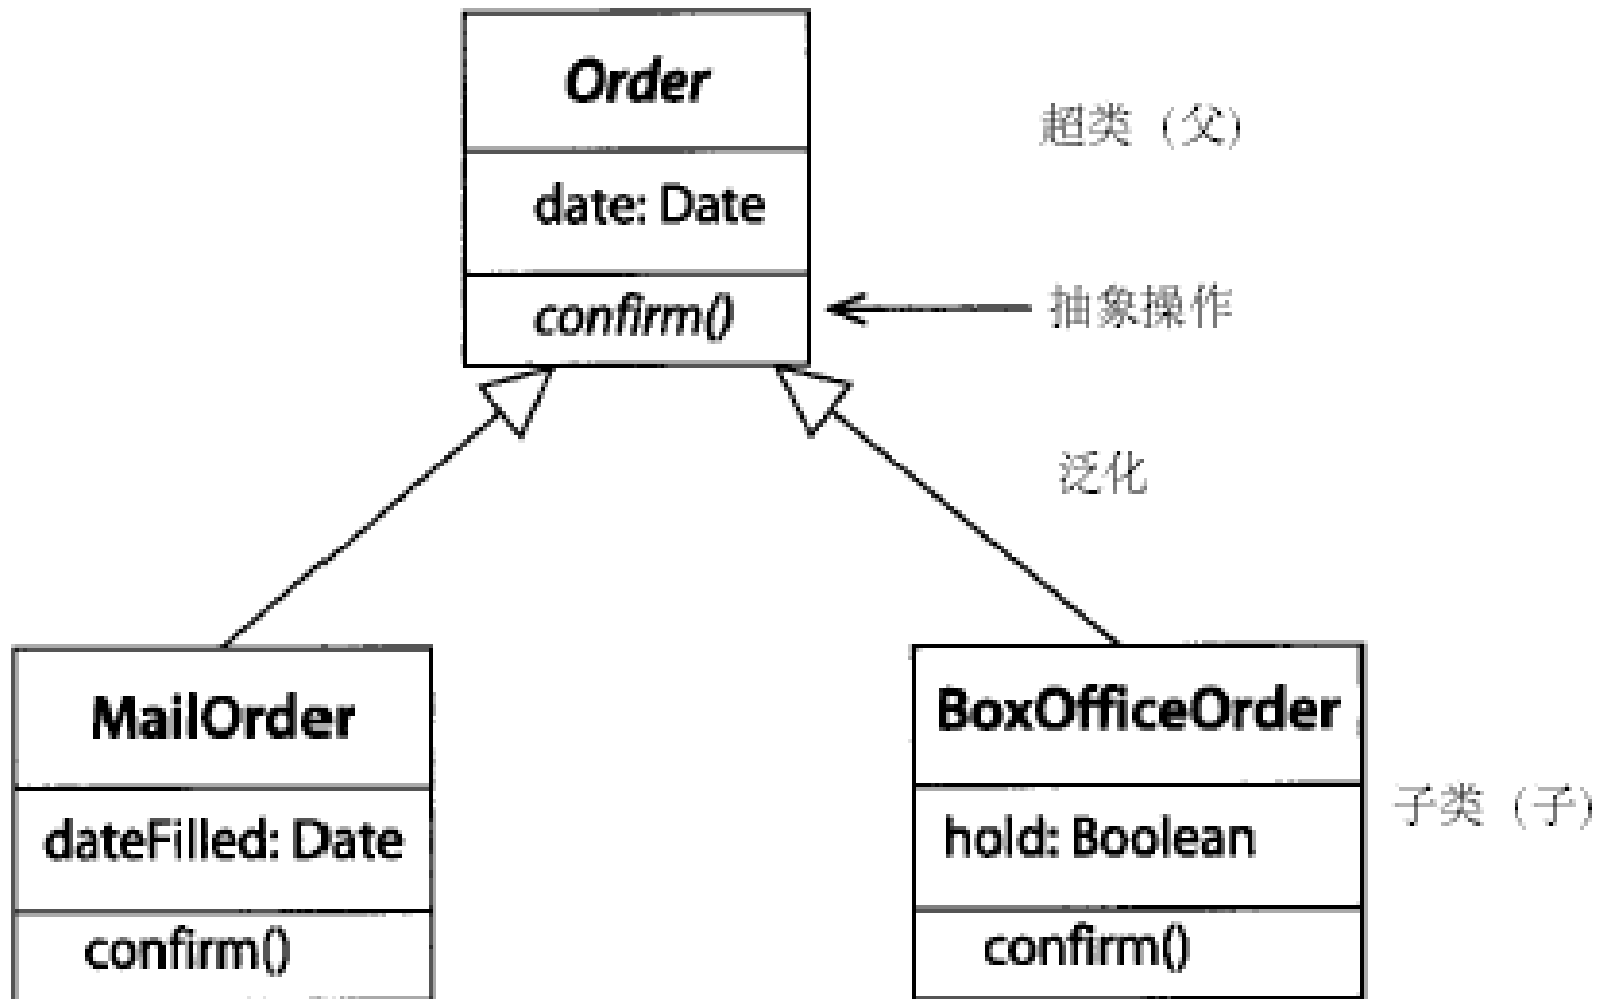 Order
超类 (父)
date: Date
confirm()
抽象操作
泛化
MailOrder
BoxOfficeOrder
dateFilled: Date
hold: Boolean
子类 (子)
confirm()
confirm()